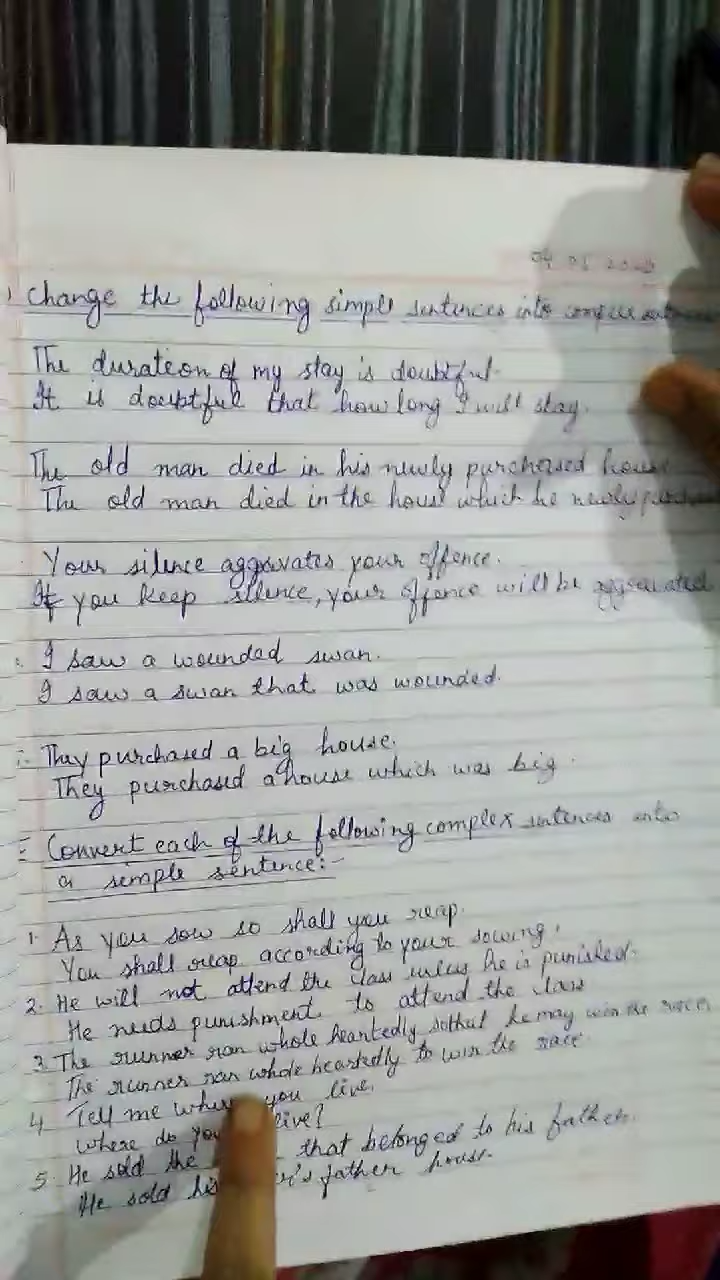 Change the following simple sentences into
The duration of my stay is doubtful.
It is doubtful that how long I will stay.
The old man died in his newly purchased house
The old man died in the house which he newly
Your silence aggravates your offence.
If you keep silence, your offence will be aggravated
I saw a wounded swan.
I saw a swan that was wounded.
They purchased a big house.
They purchased a house which was big.
Convert each of the following complex sentences into
a simple sentence:-
1. As you sow so shall you reap.
You shall reap according to your sowing.
2. He will not attend the class unless he is punished.
He needs punishment to attend the class
3. The runner ran whole heartedly so that he may win the race.
The runner ran whole heartedly to win the race.
4. Tell me where you live.
Where do you live?
5. He sold the that belonged to his father.
He sold his father house.